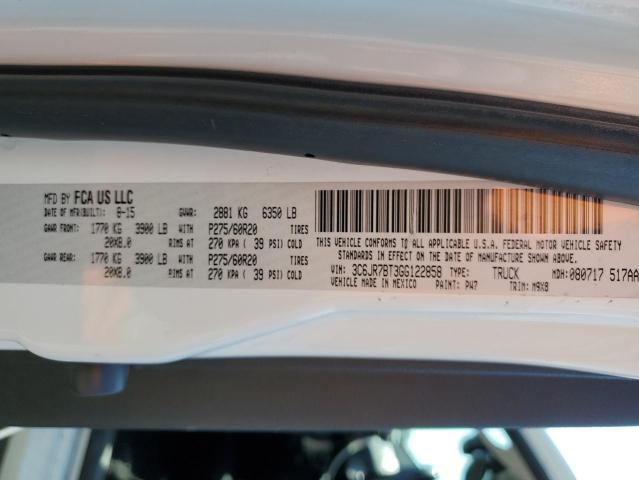 MFD BY FCA US LLC
DATE OF MFR(BUILT): 8-15 GVWR: 2881 KG 6350 LB
GAWR FRONT: 1770 KG 3900 LB WITH P275/60R20 TIRES
20X8.0 RIMS AT 270 KPA ( 39 PSI) COLD
GAWR REAR: 1770 KG 3900 LB WITH P275/60R20 TIRES
20X8.0 RIMS AT 270 KPA ( 39 PSI) COLD
THIS VEHICLE CONFORMS TO ALL APPLICABLE U.S.A. FEDERAL MOTOR VEHICLE SAFETY
STANDARDS IN EFFECT ON THE DATE OF MANUFACTURE SHOWN ABOVE.
VIN: 3C6JR7BT3GG122858 TYPE: TRUCK MDH: 080717 517AA
VEHICLE MADE IN MEXICO PAINT: PW7 TRIM: M9X8